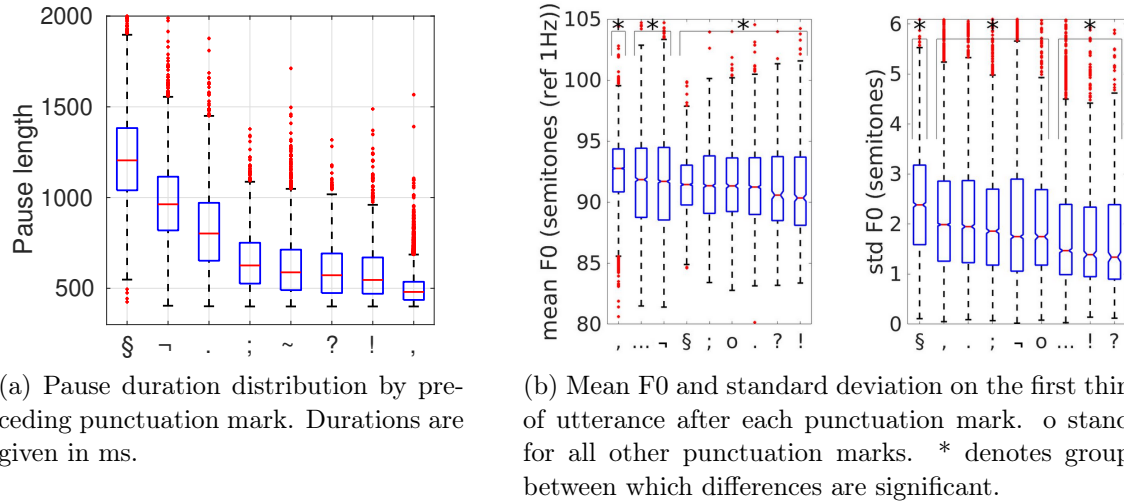 2000
1500
1000
500
Pause length
§ ¬ . ; ~ ? ! ,
105
100
95
90
85
80
mean F0 (semitones (ref 1Hz))
* * *
, ... ¬ § ; o . ? !
6
5
4
3
2
1
0
std F0 (semitones)
* * *
§ , . ; ¬ o ... ! ?
(a) Pause duration distribution by pre-
ceding punctuation mark. Durations are
given in ms.
(b) Mean F0 and standard deviation on the first thir
of utterance after each punctuation mark. o stand
for all other punctuation marks. * denotes group
between which differences are significant.